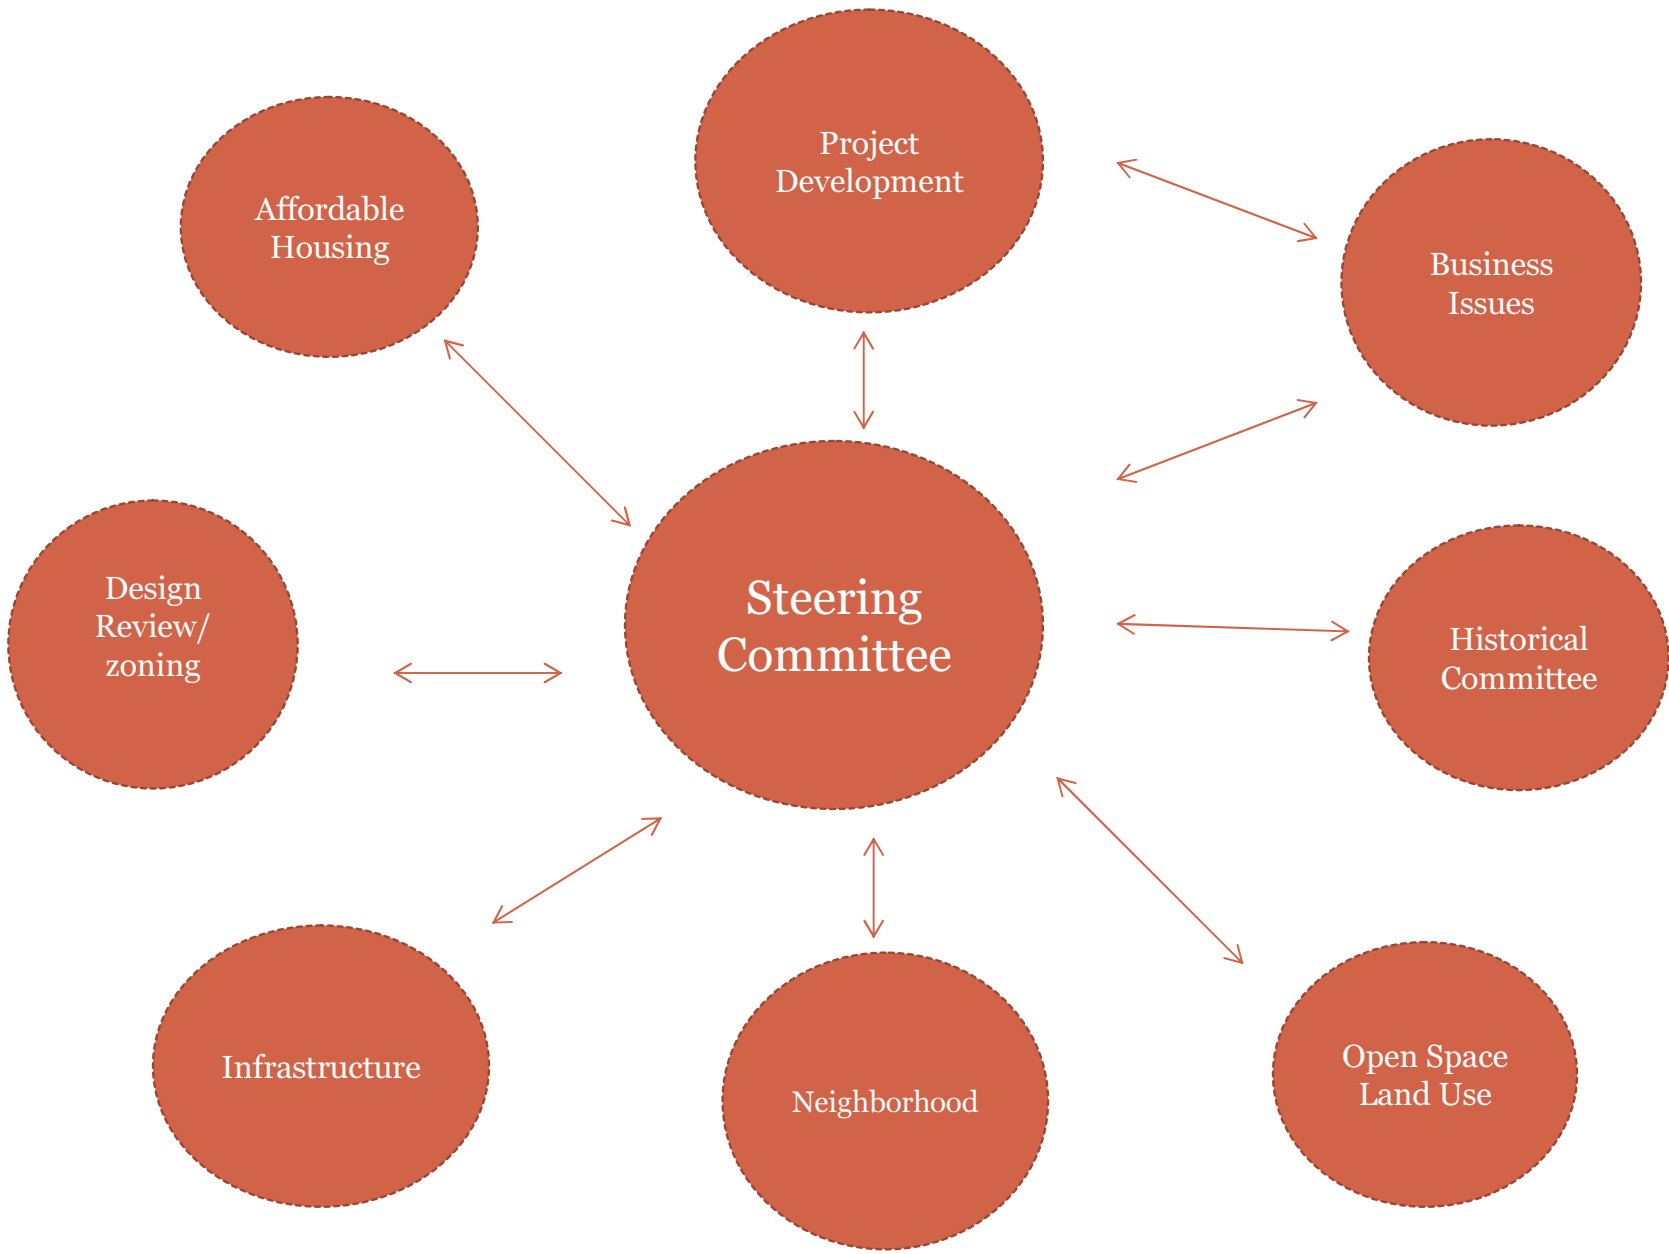 Project
Development
Affordable
Housing
Business
Issues
Steering
Committee
Design
Review/
zoning
Historical
Committee
Infrastructure
Neighborhood
Open Space
Land Use